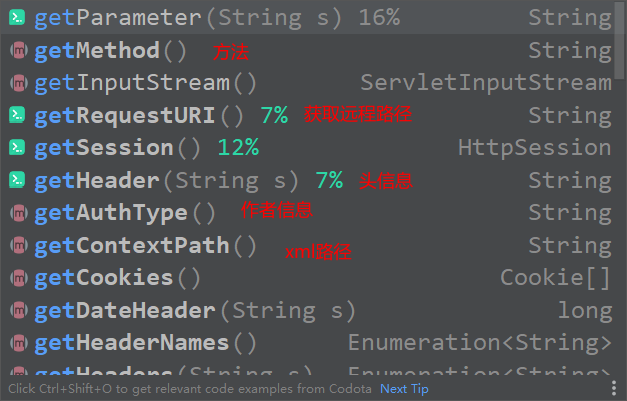 getParameter(String s) 16% String
getMethod() 方法 String
getInputStream() ServletInputStream
getRequestURI() 7% 获取远程路径 String
getSession() 12% HttpSession
getHeader(String s) 7% 头信息 String
getAuthType() 作者信息 String
getContextPath() xml路径 String
getCookies() Cookie[]
getDateHeader(String s) long
getHeaderNames() Enumeration<String>
getHeaders(String s) Enumeration<String>
Click Ctrl+Shift+O to get relevant code examples from Codota Next Tip